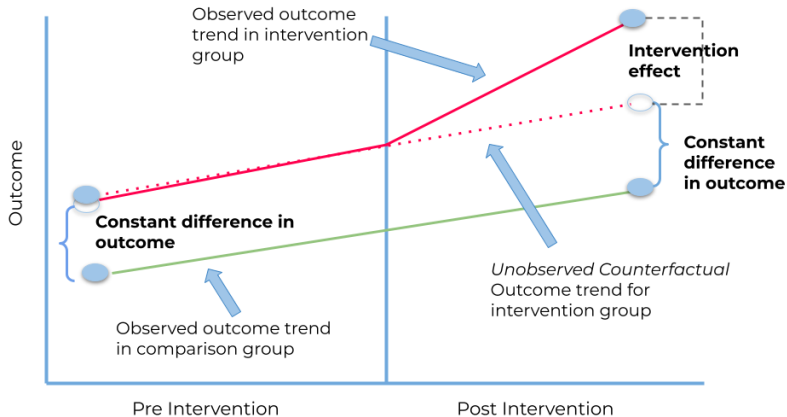 Observed outcome
trend in intervention
group
Intervention
effect
Constant
difference
in outcome
Outcome
Constant difference in
outcome
Unobserved Counterfactual
Outcome trend for
intervention group
Observed outcome trend
in comparison group
Pre Intervention
Post Intervention